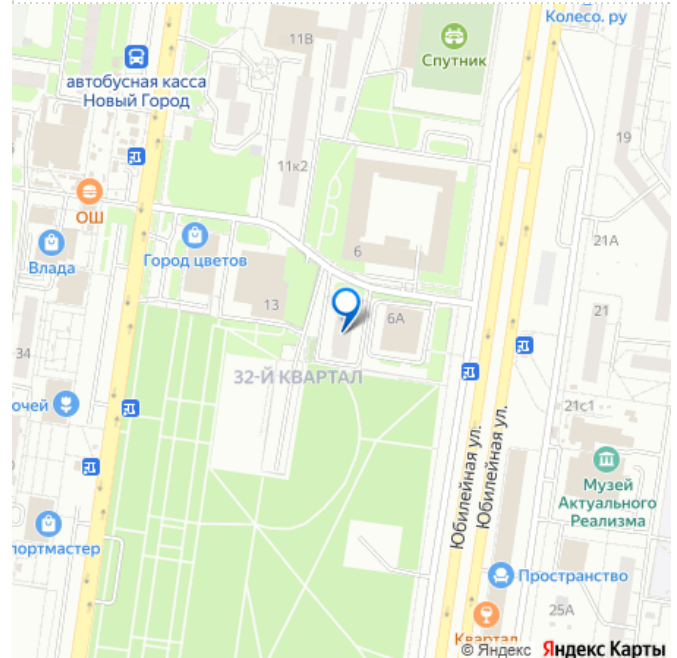 Колесо. ру
11В
Спутник
автобусная касса
Новый Город
19
11к2
ОШ
21А
Влада
Город цветов
6
13
6А
21
34
32-Й КВАРТАЛ
очей
21с1
Юбилейная ул.
Юбилейная ул.
Музей
Актуального
Реализма
портмастер
Пространство
25А
Квартал
© Яндекс Яндекс Карты